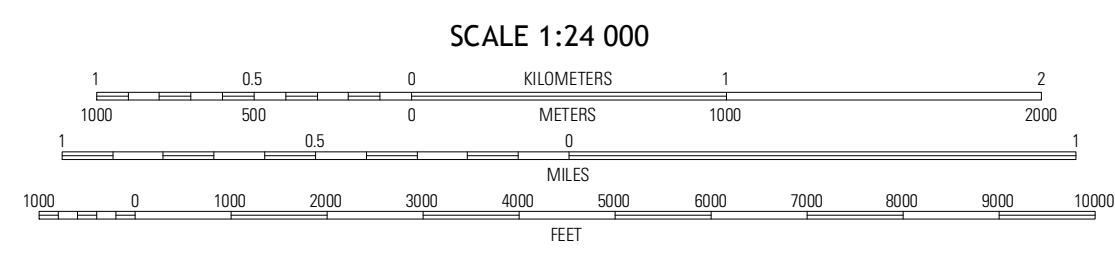 SCALE 1:24 000
1 0.5 0 KILOMETERS 1 2
1000 500 0 METERS 1000 2000
1 0.5 0 1
MILES
1000 0 1000 2000 3000 4000 5000 6000 7000 8000 9000 10000
FEET